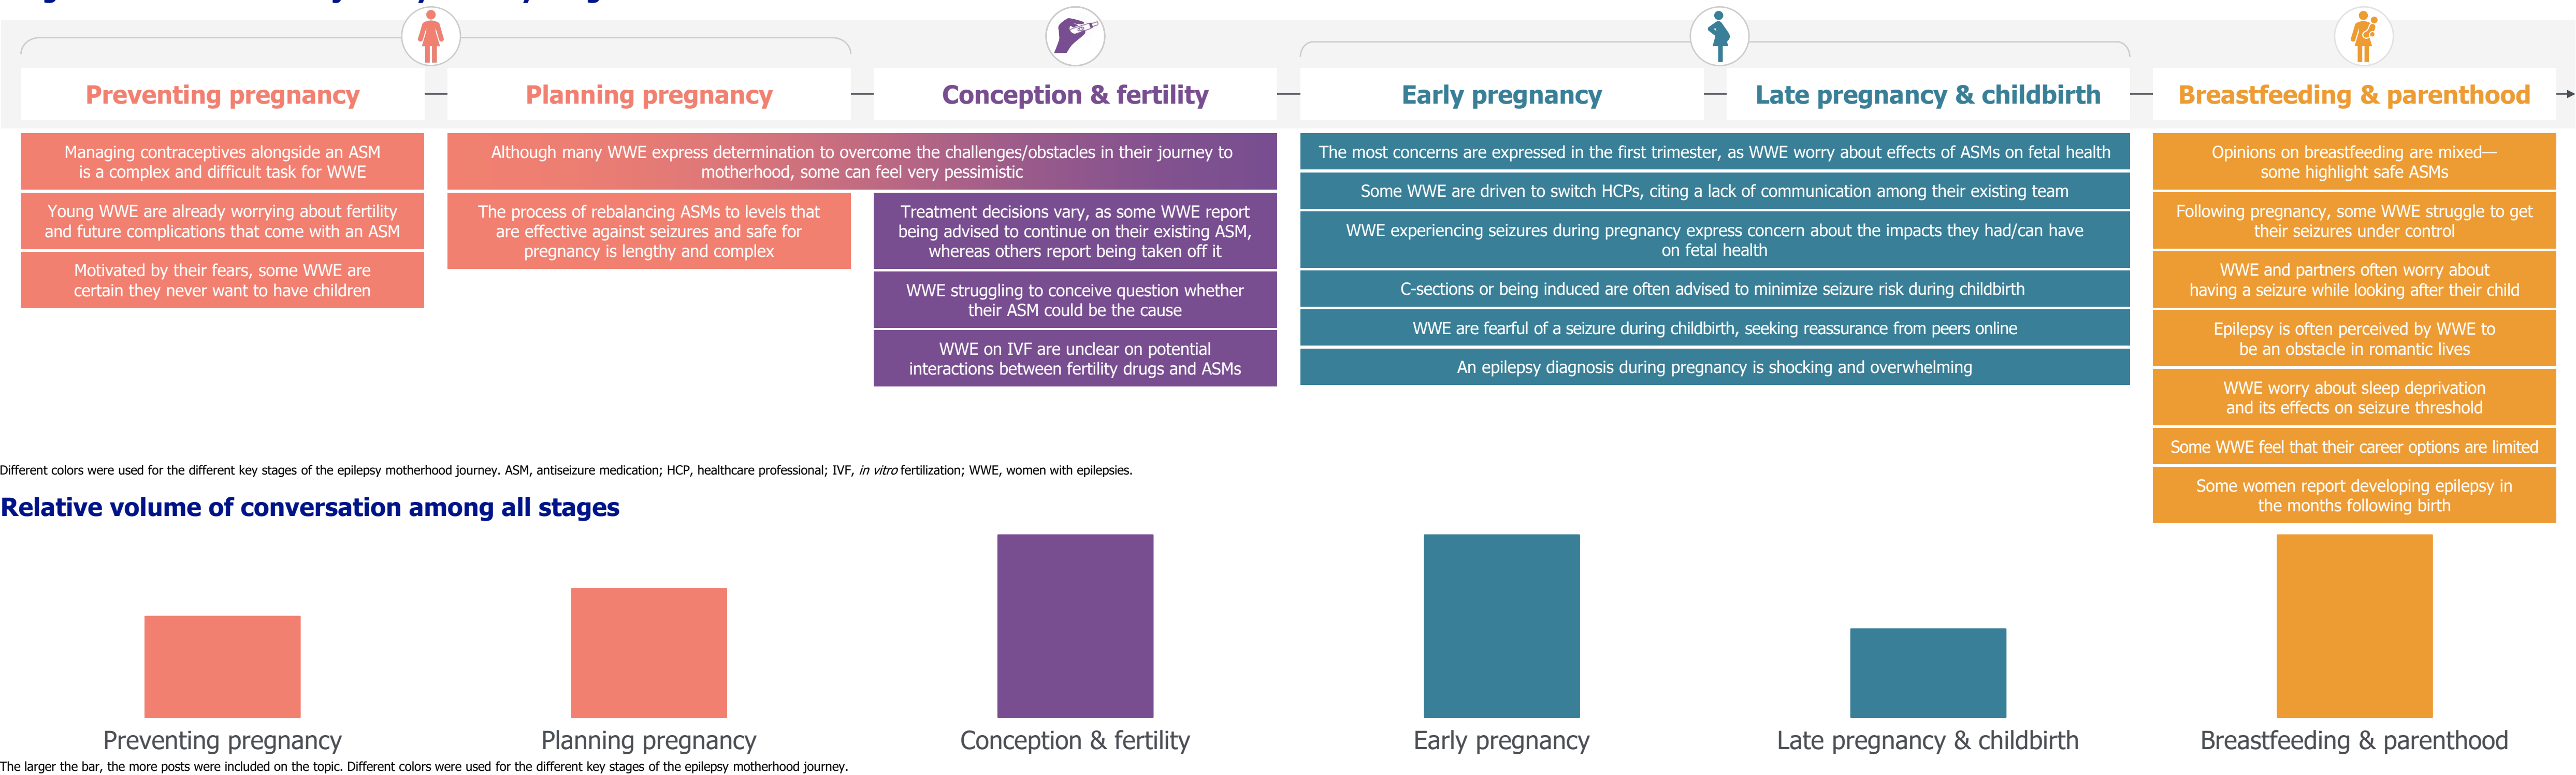 Preventing pregnancy
Planning pregnancy
Conception & fertility
Early pregnancy
Late pregnancy & childbirth
Breastfeeding & parenthood
Managing contraceptives alongside an ASM
is a complex and difficult task for WWE
Young WWE are already worrying about fertility
and future complications that come with an ASM
Motivated by their fears, some WWE are
certain they never want to have children
Although many WWE express determination to overcome the challenges/obstacles in their journey to
motherhood, some can feel very pessimistic
The process of rebalancing ASMs to levels that
are effective against seizures and safe for
pregnancy is lengthy and complex
Treatment decisions vary, as some WWE report
being advised to continue on their existing ASM,
whereas others report being taken off it
WWE struggling to conceive question whether
their ASM could be the cause
WWE on IVF are unclear on potential
interactions between fertility drugs and ASMs
The most concerns are expressed in the first trimester, as WWE worry about effects of ASMs on fetal health
Some WWE are driven to switch HCPs, citing a lack of communication among their existing team
WWE experiencing seizures during pregnancy express concern about the impacts they had/can have
on fetal health
C-sections or being induced are often advised to minimize seizure risk during childbirth
WWE are fearful of a seizure during childbirth, seeking reassurance from peers online
An epilepsy diagnosis during pregnancy is shocking and overwhelming
Opinions on breastfeeding are mixed—
some highlight safe ASMs
Following pregnancy, some WWE struggle to get
their seizures under control
WWE and partners often worry about
having a seizure while looking after their child
Epilepsy is often perceived by WWE to
be an obstacle in romantic lives
WWE worry about sleep deprivation
and its effects on seizure threshold
Some WWE feel that their career options are limited
Some women report developing epilepsy in
the months following birth
Different colors were used for the different key stages of the epilepsy motherhood journey. ASM, antiseizure medication; HCP, healthcare professional; IVF, in vitro fertilization; WWE, women with epilepsies.
Relative volume of conversation among all stages
Preventing pregnancy
Planning pregnancy
Conception & fertility
Early pregnancy
Late pregnancy & childbirth
Breastfeeding & parenthood
The larger the bar, the more posts were included on the topic. Different colors were used for the different key stages of the epilepsy motherhood journey.